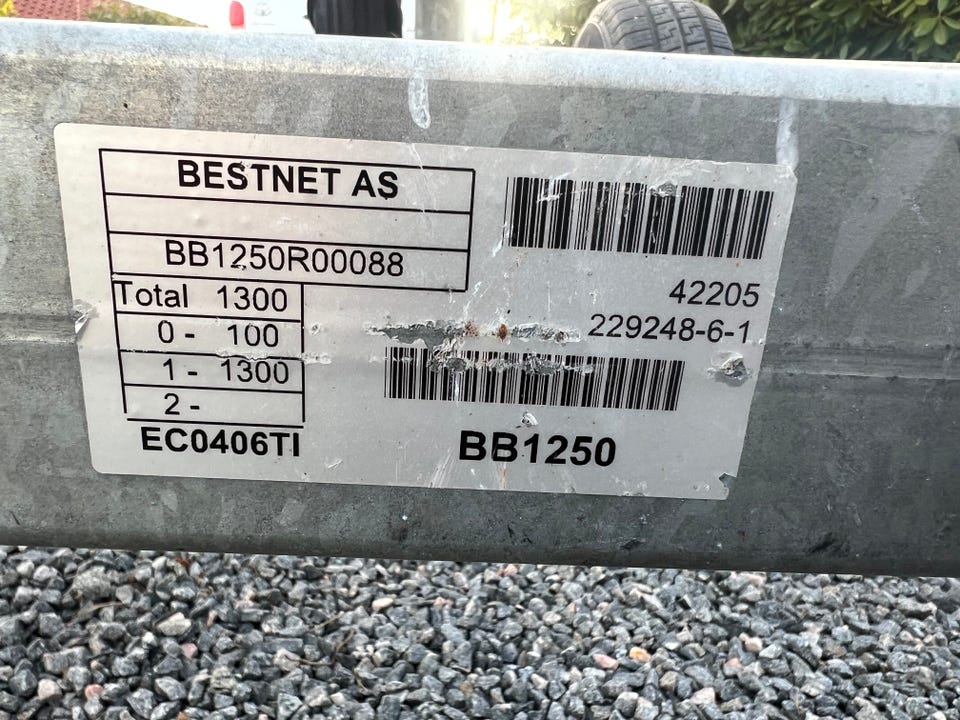 BESTNET AS
BB1250R00088
Total 1300
0 - 100
1 - 1300
2 -
EC0406TI
42205
229248-6-1
BB1250